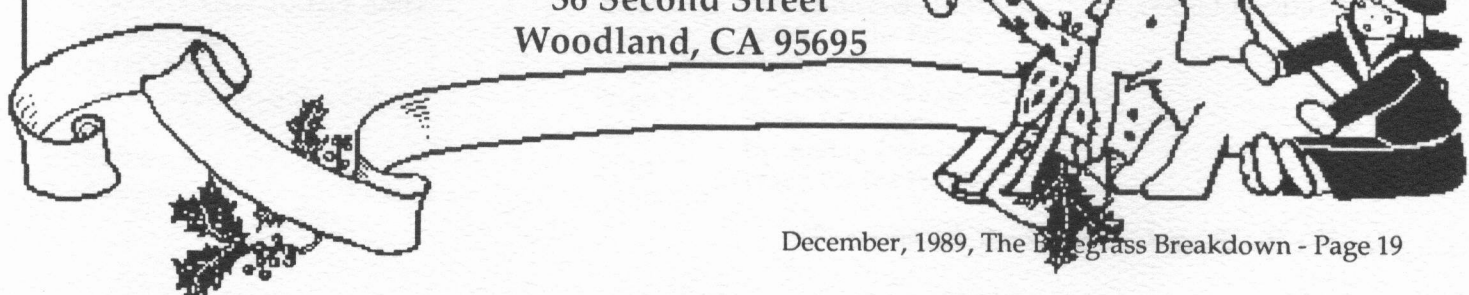 Second Street
Woodland, CA 95695
December, 1989, The Bluegrass Breakdown - Page 19